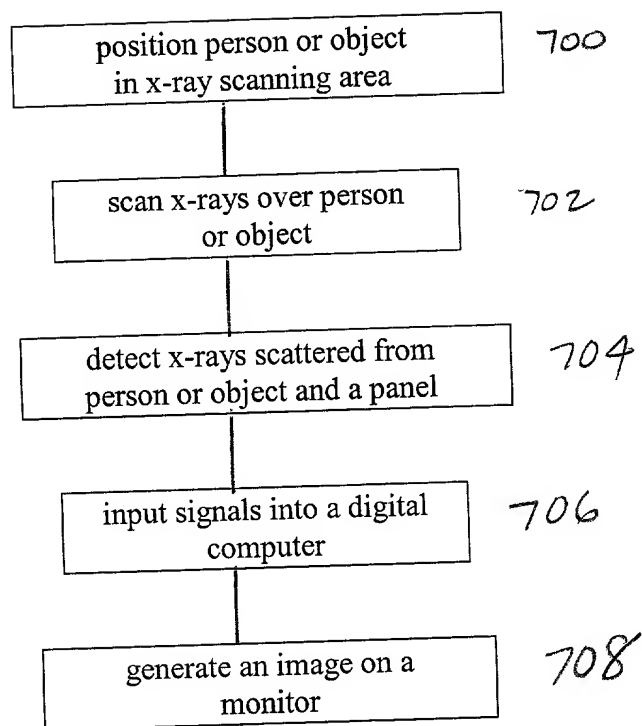 position person or object
in x-ray scanning area
700
scan x-rays over person
or object
702
detect x-rays scattered from
person or object and a panel
704
input signals into a digital
computer
706
generate an image on a
monitor
708